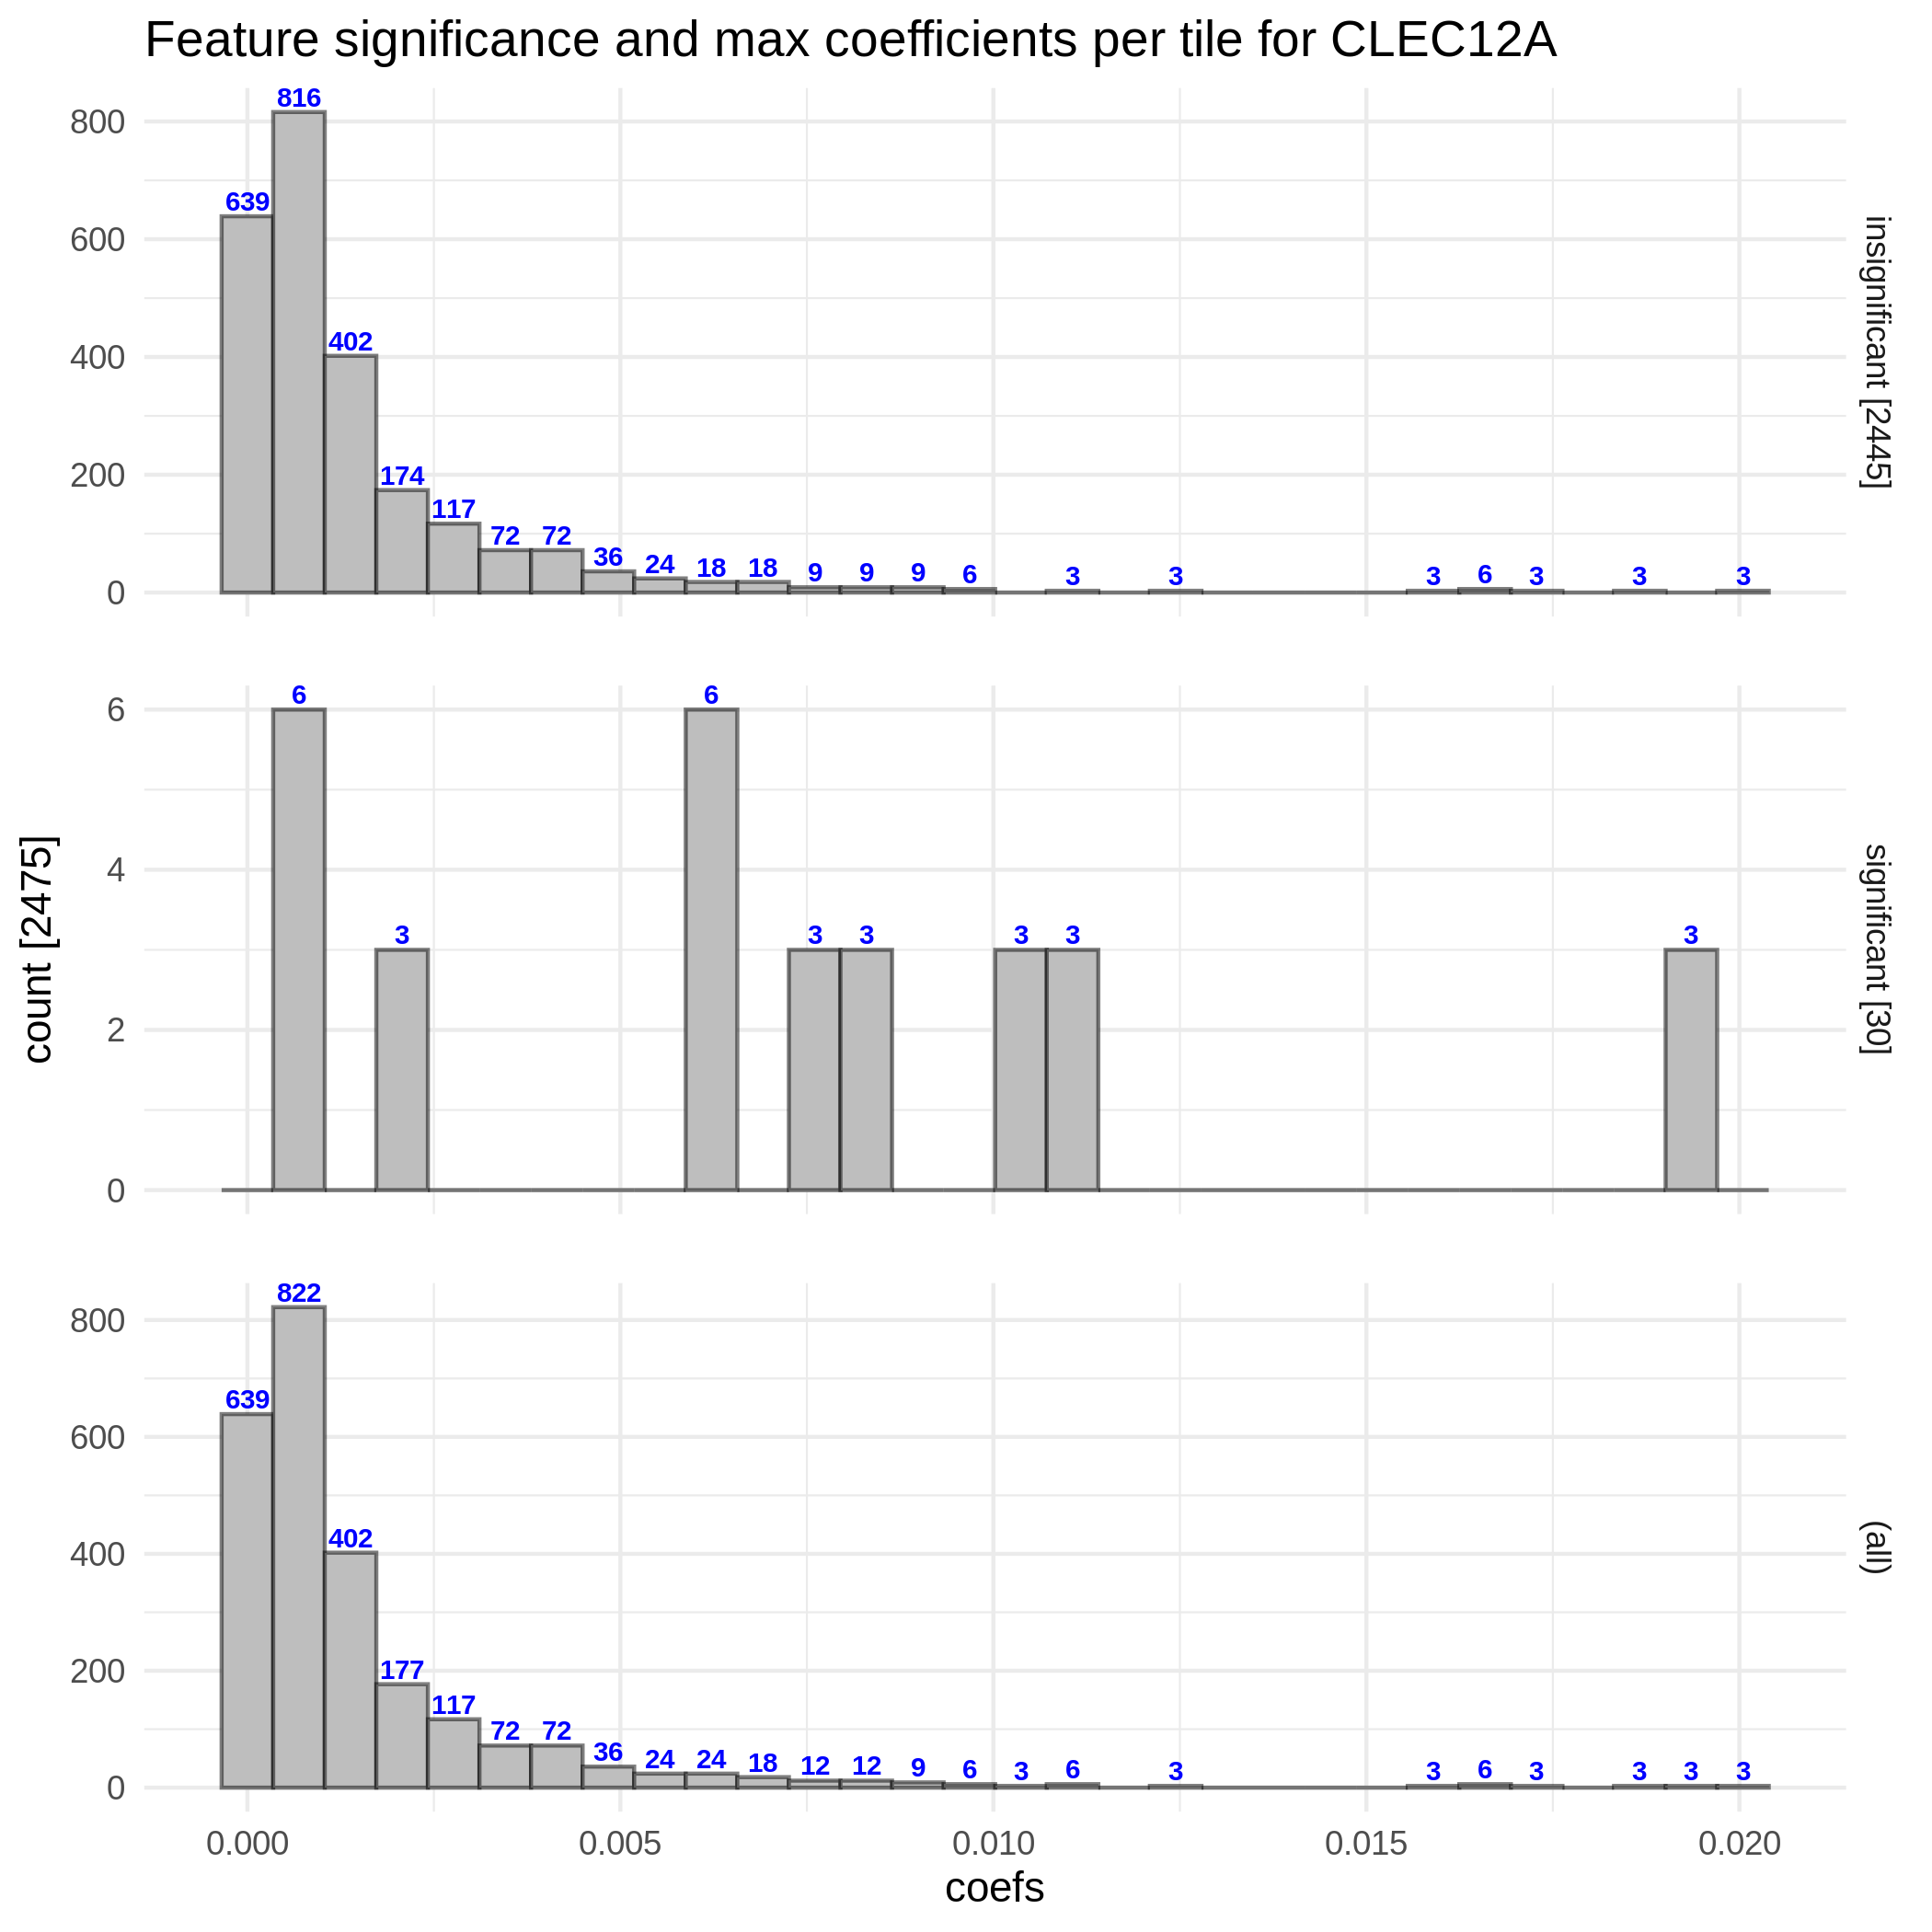 Feature significance and max coefficients per tile for CLEC12A
816
800
639
600
insignificant [2445]
402
400
174
200
117
72 72
36 24 18 18 9 9 9 6 3 3 3 6 3 3 3
0
6 6
6
count [2475]
significant [30]
4
3 3 3 3 3 3
2
0
822
800
639
600
(all)
402
400
177
200
117
72 72
36 24 24 18 12 12 9 6 3 6 3 3 6 3 3 3 3
0
0.000 0.005 0.010 0.015 0.020
coefs